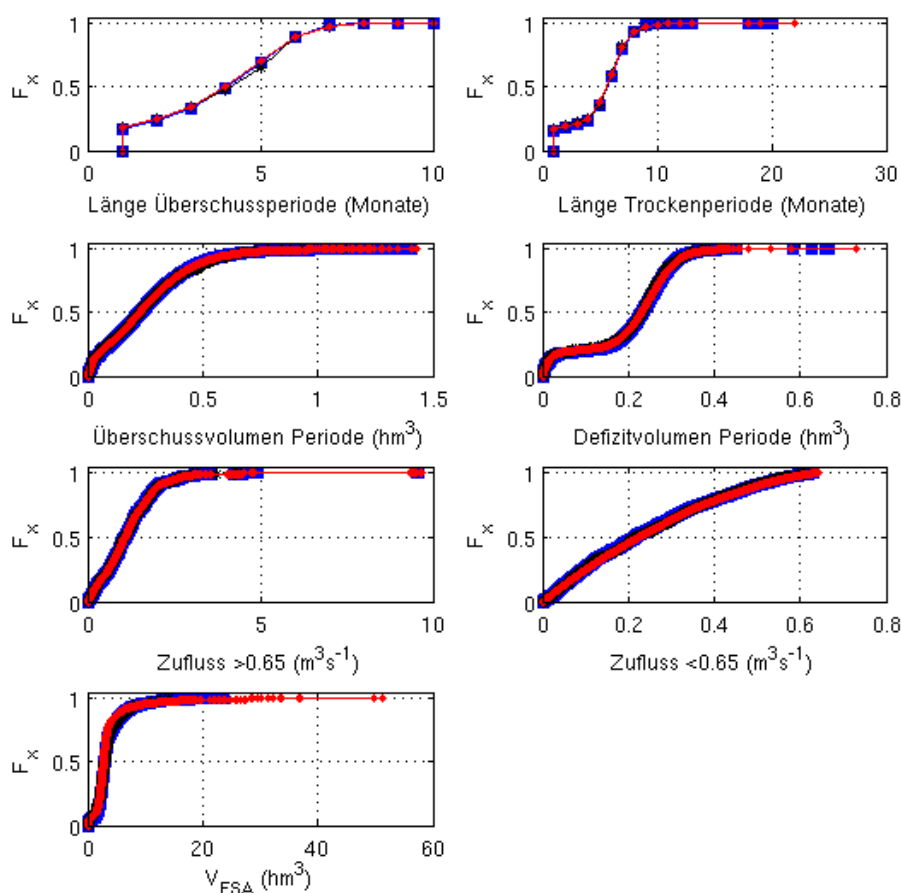 1
0.5
0
F_x
0 5 10
Länge Überschussperiode (Monate)
1
0.5
0
F_x
0 10 20 30
Länge Trockenperiode (Monate)
1
0.5
0
F_x
0 0.5 1 1.5
Überschussvolumen Periode (hm³)
1
0.5
0
F_x
0 0.2 0.4 0.6 0.8
Defizitvolumen Periode (hm³)
1
0.5
0
F_x
0 5 10
Zufluss >0.65 (m³s⁻¹)
1
0.5
0
F_x
0 0.2 0.4 0.6 0.8
Zufluss <0.65 (m³s⁻¹)
1
0.5
0
F_x
0 20 40 60
V_FSA (hm³)